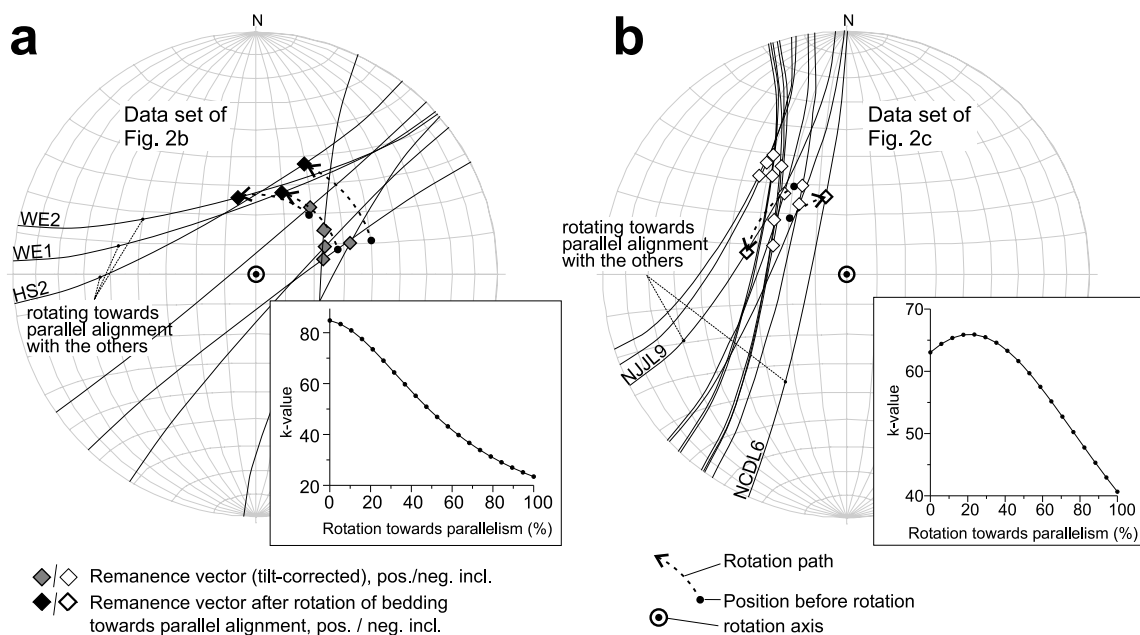 a
N
Data set of
Fig. 2b
WE2
WE1
HS2
rotating towards
parallel alignment
with the others
80
60
40
20
k-value
0 20 40 60 80 100
Rotation towards parallelism (%)
b
N
Data set of
Fig. 2c
rotating towards
parallel alignment
with the others
NJJL9
NCDL6
70
60
50
40
k-value
0 20 40 60 80 100
Rotation towards parallelism (%)
Remanence vector (tilt-corrected), pos./neg. incl.
Remanence vector after rotation of bedding
towards parallel alignment, pos. / neg. incl.
Rotation path
Position before rotation
rotation axis